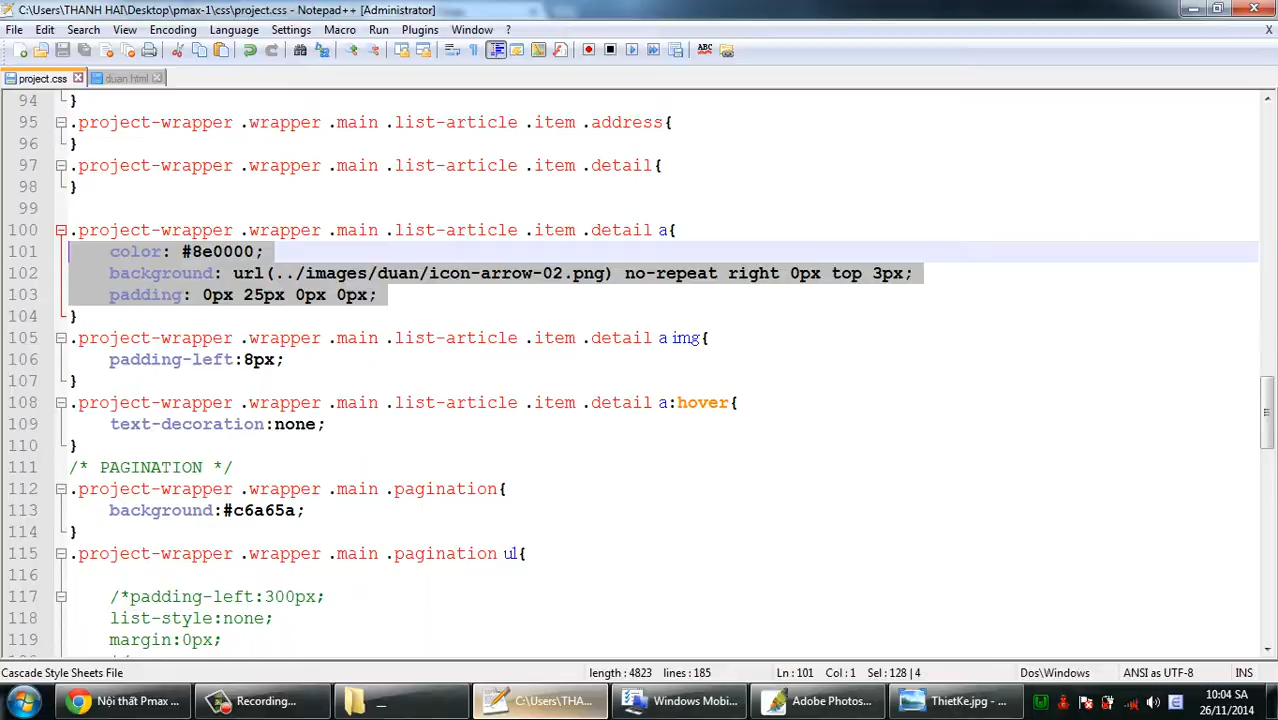 C:\Users\THANH HAI\Desktop\pmax-1\css\project.css - Notepad++ [Administrator]
File Edit Search View Encoding Language Settings Macro Run Plugins Window ? X
project.css duan.html
94 }
95 .project-wrapper .wrapper .main .list-article .item .address{
96 }
97 .project-wrapper .wrapper .main .list-article .item .detail{
98 }
99
100 .project-wrapper .wrapper .main .list-article .item .detail a{
101 color: #8e0000;
102 background: url(../images/duan/icon-arrow-02.png) no-repeat right 0px top 3px;
103 padding: 0px 25px 0px 0px;
104 }
105 .project-wrapper .wrapper .main .list-article .item .detail a img{
106 padding-left:8px;
107 }
108 .project-wrapper .wrapper .main .list-article .item .detail a:hover{
109 text-decoration:none;
110 }
111 /* PAGINATION */
112 .project-wrapper .wrapper .main .pagination{
113 background:#c6a65a;
114 }
115 .project-wrapper .wrapper .main .pagination ul{
116
117 /*padding-left:300px;
118 list-style:none;
119 margin:0px;
Cascade Style Sheets File length : 4823 lines : 185 Ln : 101 Col : 1 Sel : 128 | 4 Dos\Windows ANSI as UTF-8 INS
Nội thất Pmax ... Recording... _ C:\Users\THA... Windows Mobi... Adobe Photos... ThietKe.jpg - ... 10:04 SA
26/11/2014